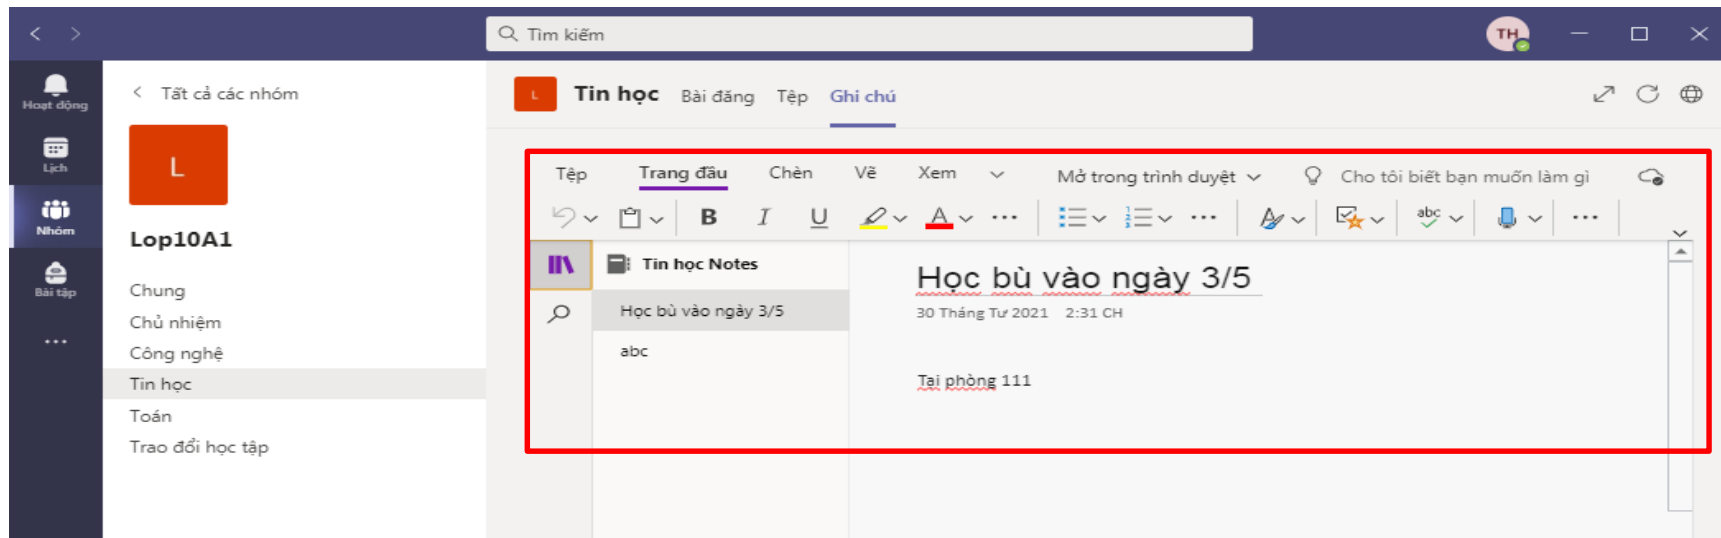 Tìm kiếm
TH
Hoạt động
Lịch
Nhóm
Bài tập
Tất cả các nhóm
L
Lop10A1
Chung
Chủ nhiệm
Công nghệ
Tin học
Toán
Trao đổi học tập
L Tin học Bài đăng Tệp Ghi chú
Tệp Trang đầu Chèn Vẽ Xem Mở trong trình duyệt Cho tôi biết bạn muốn làm gì
B I U A abc
Tin học Notes
Học bù vào ngày 3/5
abc
Học bù vào ngày 3/5
30 Tháng Tư 2021 2:31 CH
Tại phòng 111